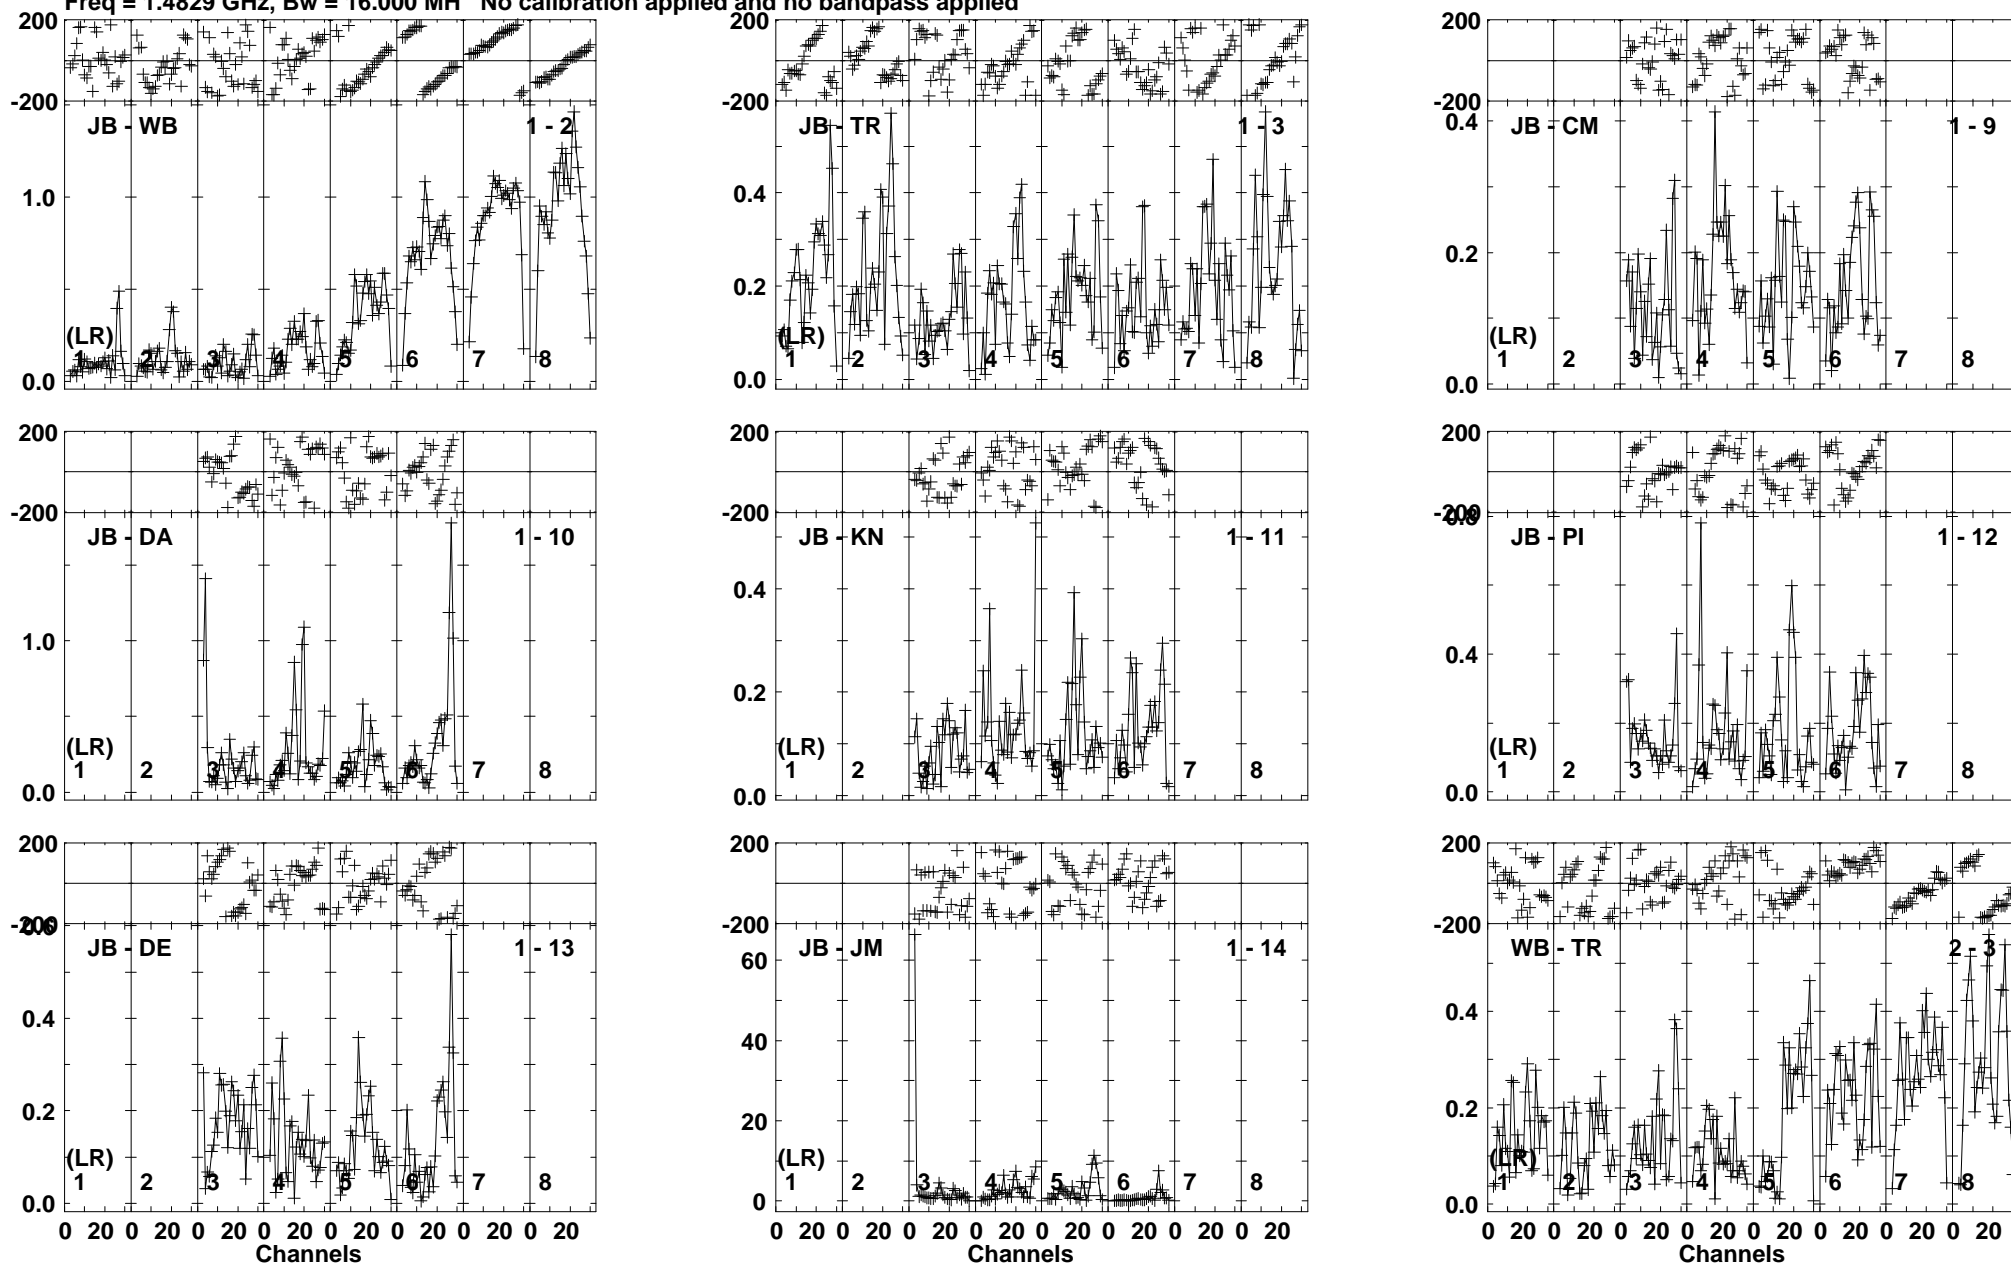 Freq = 1.4829 GHz, Bw = 16.000 MH No calibration applied and no bandpass applied
200 200 200
-200 -200 -200
JB - WB 1 - 2 JB - TR 1 - 3 JB - CM 1 - 9
0.4
1.0 0.4
0.2
0.2
(LR) (LR) (LR)
1 2 3 4 5 6 7 8 1 2 3 4 5 6 7 8 1 2 3 4 5 6 7 8
0.0 0.0 0.0
200 200 200
-200 -200 -200
0.8
JB - DA 1 - 10 JB - KN 1 - 11 JB - PI 1 - 12
0.4
1.0 0.4
0.2
(LR) (LR) (LR)
1 2 3 4 5 6 7 8 1 2 3 4 5 6 7 8 1 2 3 4 5 6 7 8
0.0 0.0 0.0
200 200 200
-200 -200 -200
0.6
JB - DE 1 - 13 JB - JM 1 - 14 WB - TR 2 - 3
60
0.4 40 0.4
0.2 20 0.2
(LR) (LR) (LR)
1 2 3 4 5 6 7 8 1 2 3 4 5 6 7 8 1 2 3 4 5 6 7 8
0.0 0 0.0
0 20 0 20 0 20 0 20 0 20 0 20 0 20 0 20 0 20 0 20 0 20 0 20 0 20 0 20 0 20 0 20 0 20 0 20 0 20 0 20 0 20 0 20 0 20 0 20
Channels Channels Channels